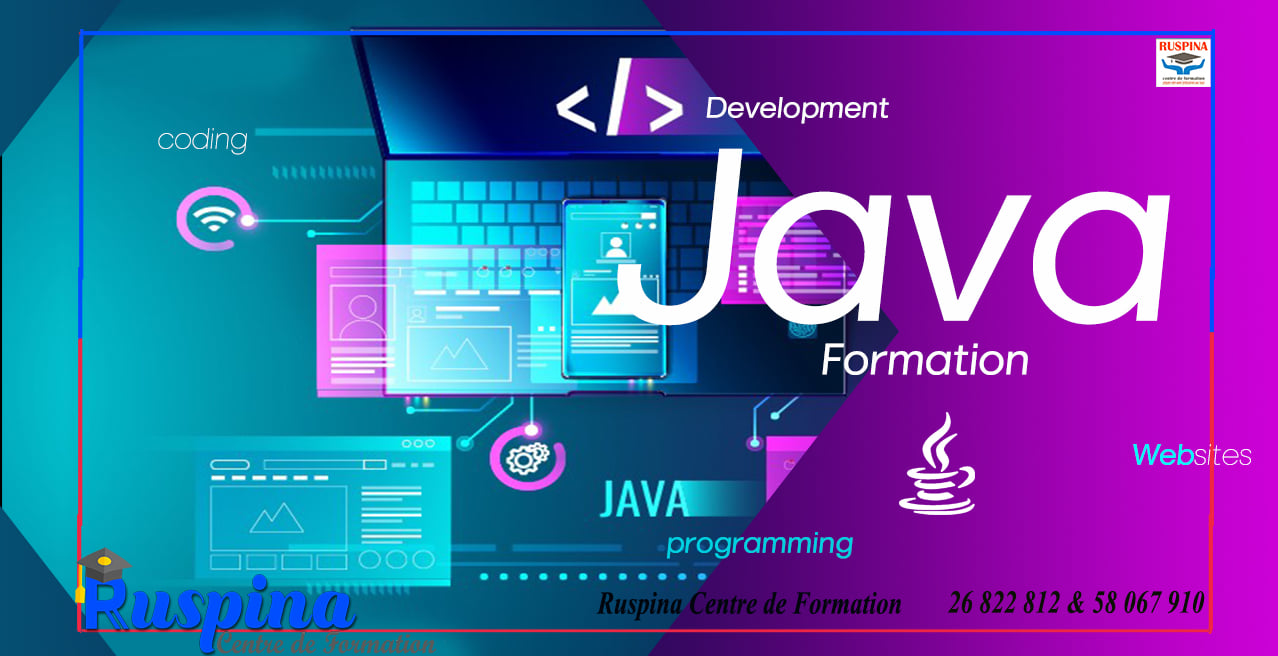 RUSPINA
centre de formation
</>
Development
coding
Java
Formation
Websites
JAVA
programming
Ruspina
Centre de Formation
Ruspina Centre de Formation
26 822 812 & 58 067 910